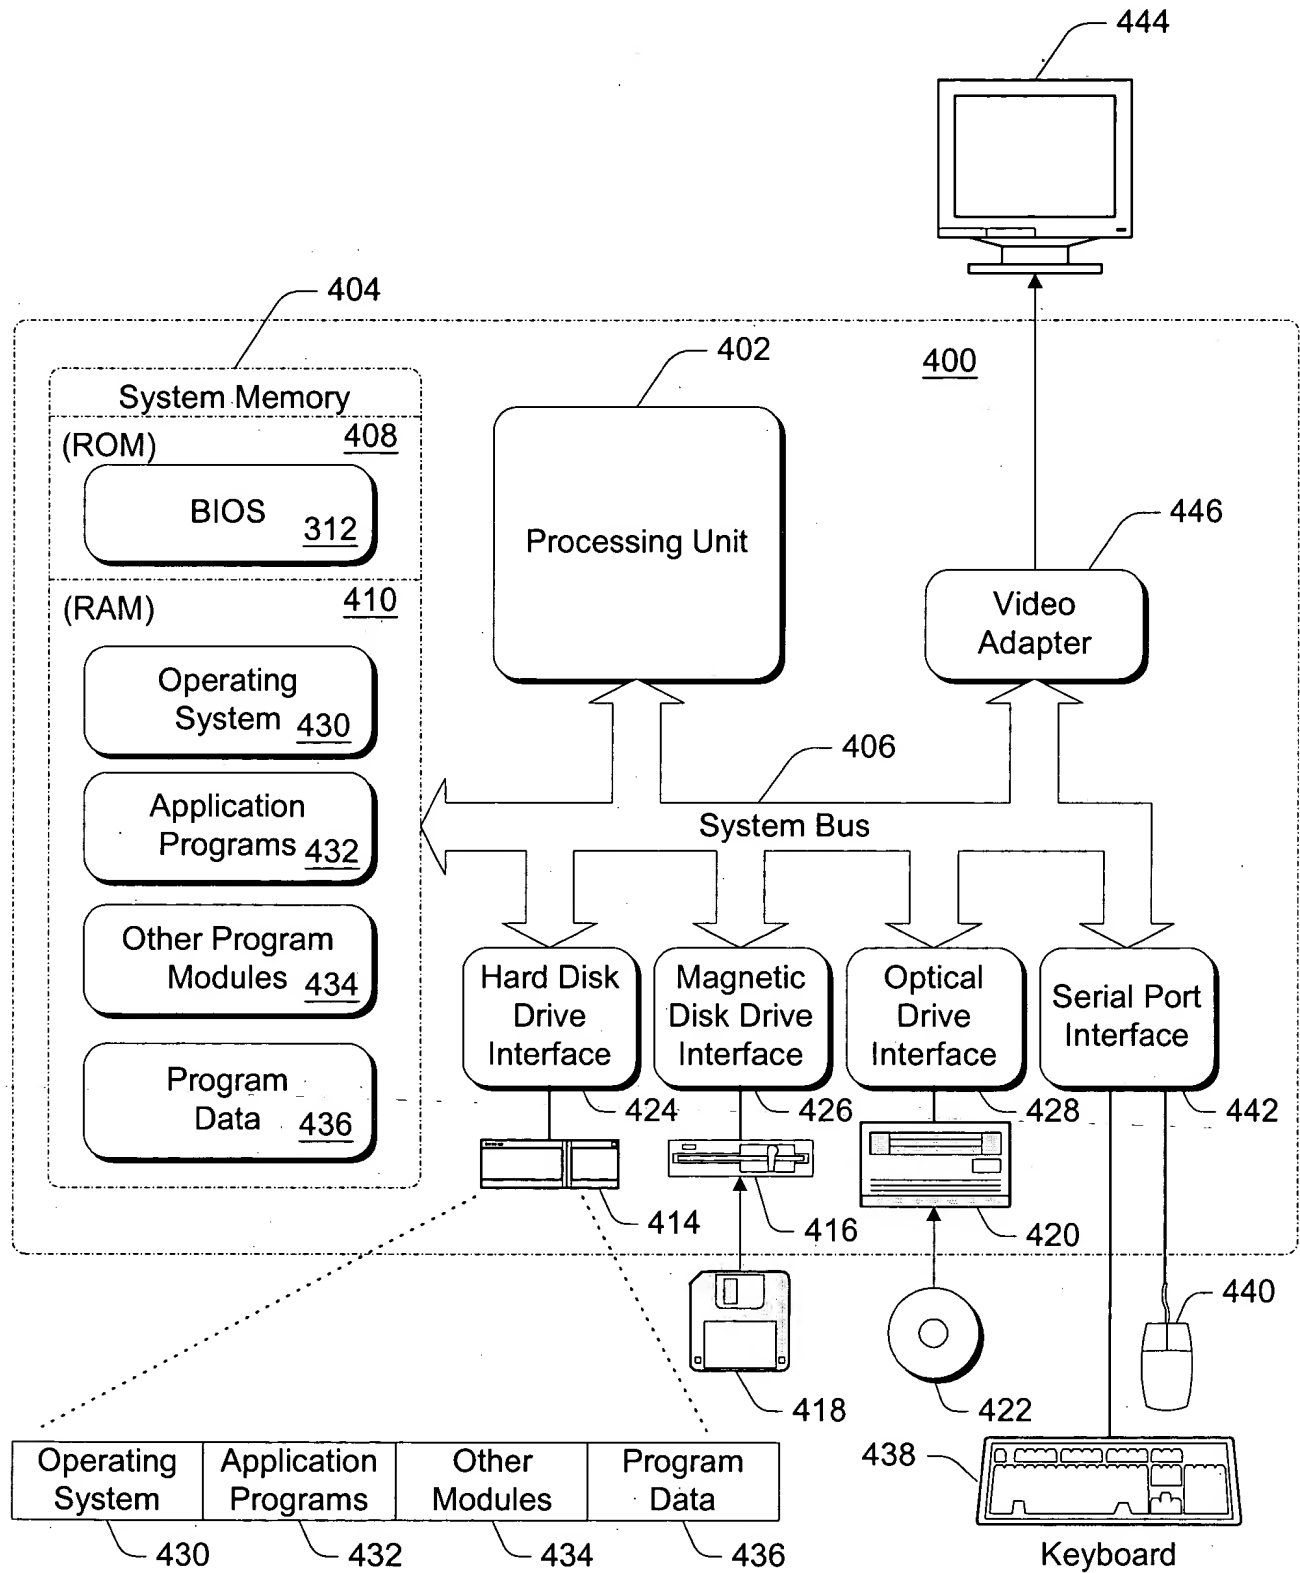 444
404
402
400
System Memory
(ROM) 408
BIOS
312
Processing Unit
446
(RAM) 410
Video
Adapter
Operating
System 430
406
Application
Programs 432
System Bus
Other Program
Modules 434
Hard Disk
Drive
Interface
Magnetic
Disk Drive
Interface
Optical
Drive
Interface
Serial Port
Interface
Program
Data 436
424
426
428
442
414
416
420
440
418
422
438
Operating
System
Application
Programs
Other
Modules
Program
Data
430
432
434
436
Keyboard